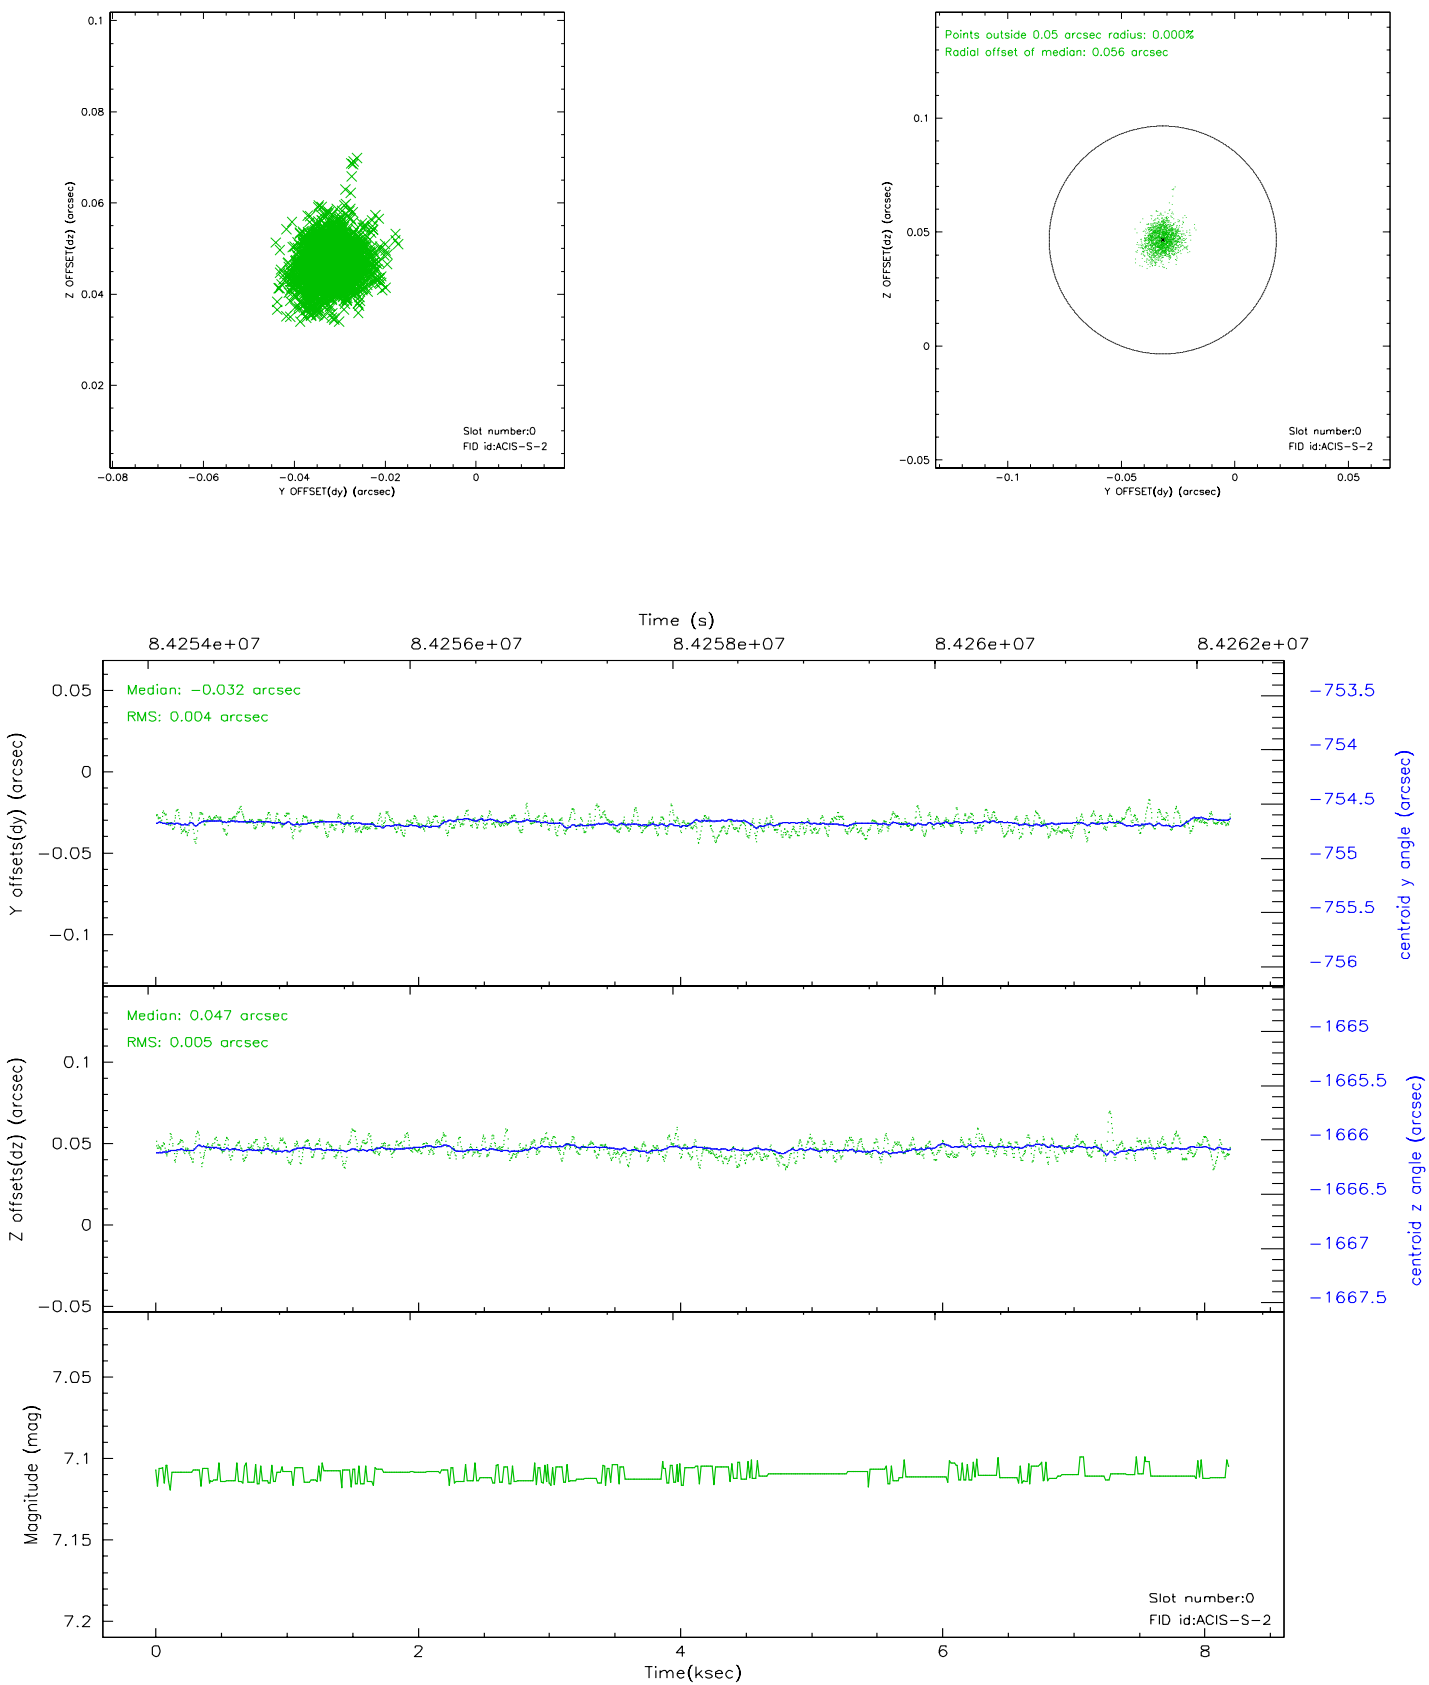 0.1
0.08
0.06
0.04
0.02
Z OFFSET(dz) (arcsec)
Slot number:0
FID id:ACIS-S-2
-0.08 -0.06 -0.04 -0.02 0
Y OFFSET(dy) (arcsec)
Points outside 0.05 arcsec radius: 0.000%
Radial offset of median: 0.056 arcsec
0.1
0.05
0
-0.05
Z OFFSET(dz) (arcsec)
Slot number:0
FID id:ACIS-S-2
-0.1 -0.05 0 0.05
Y OFFSET(dy) (arcsec)
Time (s)
8.4254e+07 8.4256e+07 8.4258e+07 8.426e+07 8.4262e+07
Median: -0.032 arcsec
RMS: 0.004 arcsec
0.05
0
-0.05
-0.1
Y offsets(dy) (arcsec)
-753.5
-754
-754.5
-755
-755.5
-756
centroid y angle (arcsec)
Median: 0.047 arcsec
RMS: 0.005 arcsec
0.1
0.05
0
-0.05
Z offsets(dz) (arcsec)
-1665
-1665.5
-1666
-1666.5
-1667
-1667.5
centroid z angle (arcsec)
7.05
7.1
7.15
7.2
Magnitude (mag)
Slot number:0
FID id:ACIS-S-2
0 2 4 6 8
Time(ksec)